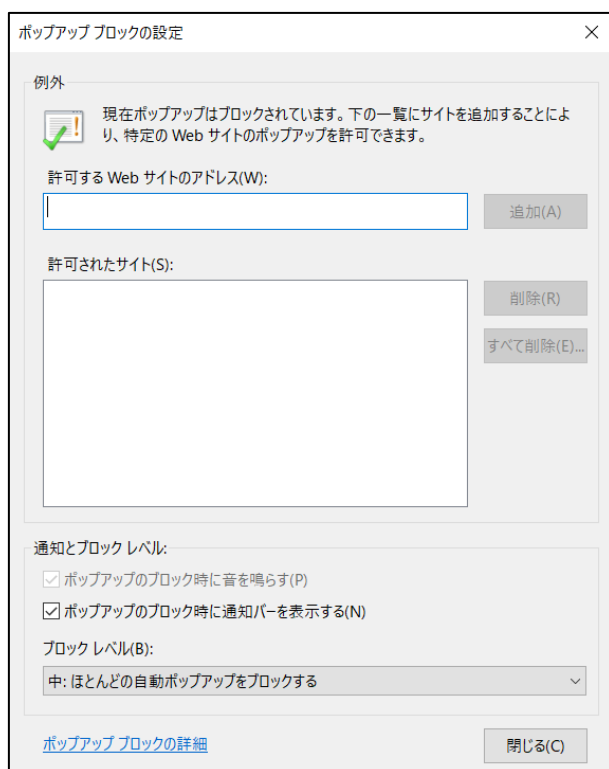 ポップアップ ブロックの設定
例外
現在ポップアップはブロックされています。下の一覧にサイトを追加することによ
り、特定の Web サイトのポップアップを許可できます。
許可する Web サイトのアドレス(W):
追加(A)
許可されたサイト(S):
削除(R)
すべて削除(E)...
通知とブロック レベル:
ポップアップのブロック時に音を鳴らす(P)
ポップアップのブロック時に通知バーを表示する(N)
ブロック レベル(B):
中: ほとんどの自動ポップアップをブロックする
ポップアップ ブロックの詳細
閉じる(C)